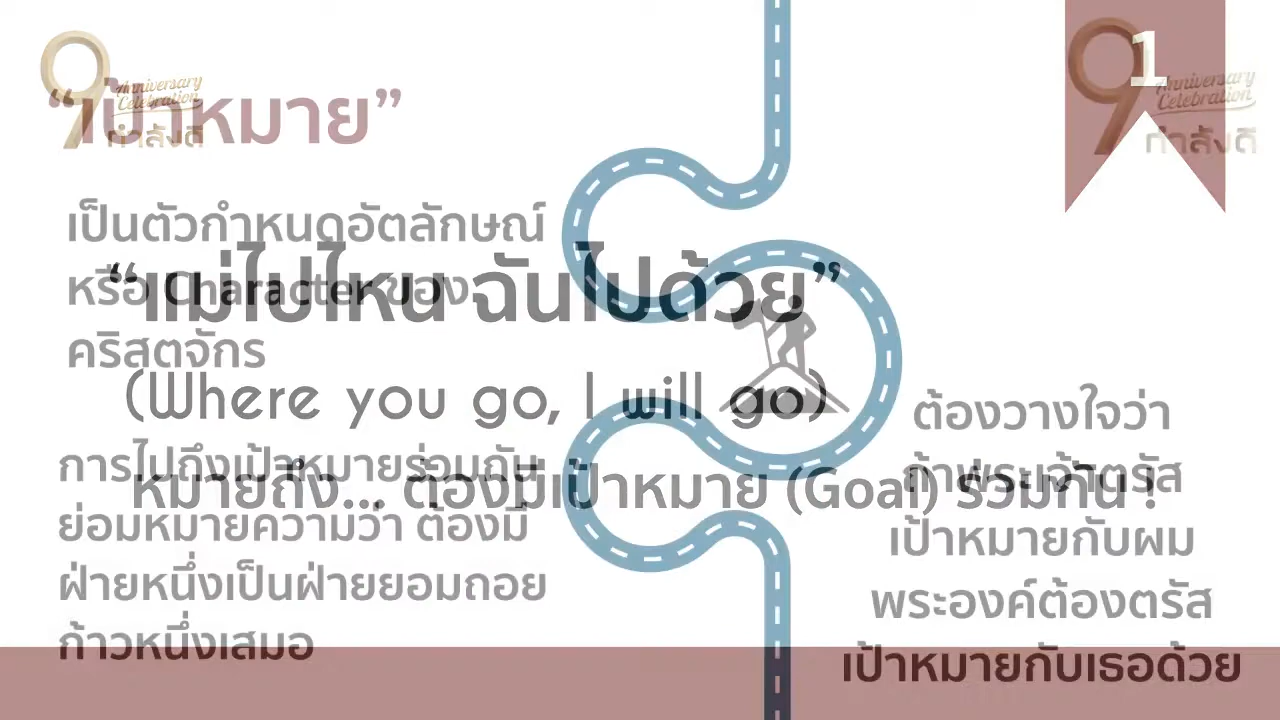 9
Anniversary
Celebration
กำลังดี
“เป้าหมาย”
1
9
Anniversary
Celebration
กำลังดี
เป็นตัวกำหนดอัตลักษณ์
หรือ Character ของ
คริสตจักร
“แม่ไปไหน ฉันไปด้วย”
(Where you go, I will go)
หมายถึง... ต้องมีเป้าหมาย (Goal) ร่วมกัน !
การไปถึงเป้าหมายร่วมกัน
ย่อมหมายความว่า ต้องมี
ฝ่ายหนึ่งเป็นฝ่ายยอมถอย
ก้าวหนึ่งเสมอ
ต้องวางใจว่า
ถ้าพระเจ้าตรัส
เป้าหมายกับผม
พระองค์ต้องตรัส
เป้าหมายกับเธอด้วย